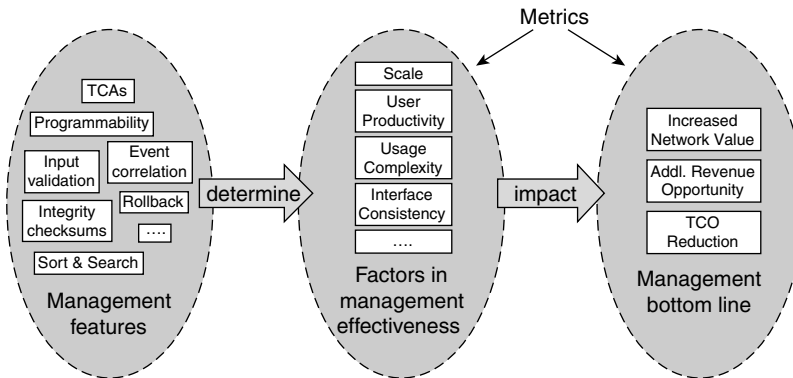 Metrics
TCAs
Programmability
Input
validation
Event
correlation
Integrity
checksums
Rollback
....
Sort & Search
Management
features
determine
Scale
User
Productivity
Usage
Complexity
Interface
Consistency
....
Factors in
management
effectiveness
impact
Increased
Network Value
Addl. Revenue
Opportunity
TCO
Reduction
Management
bottom line